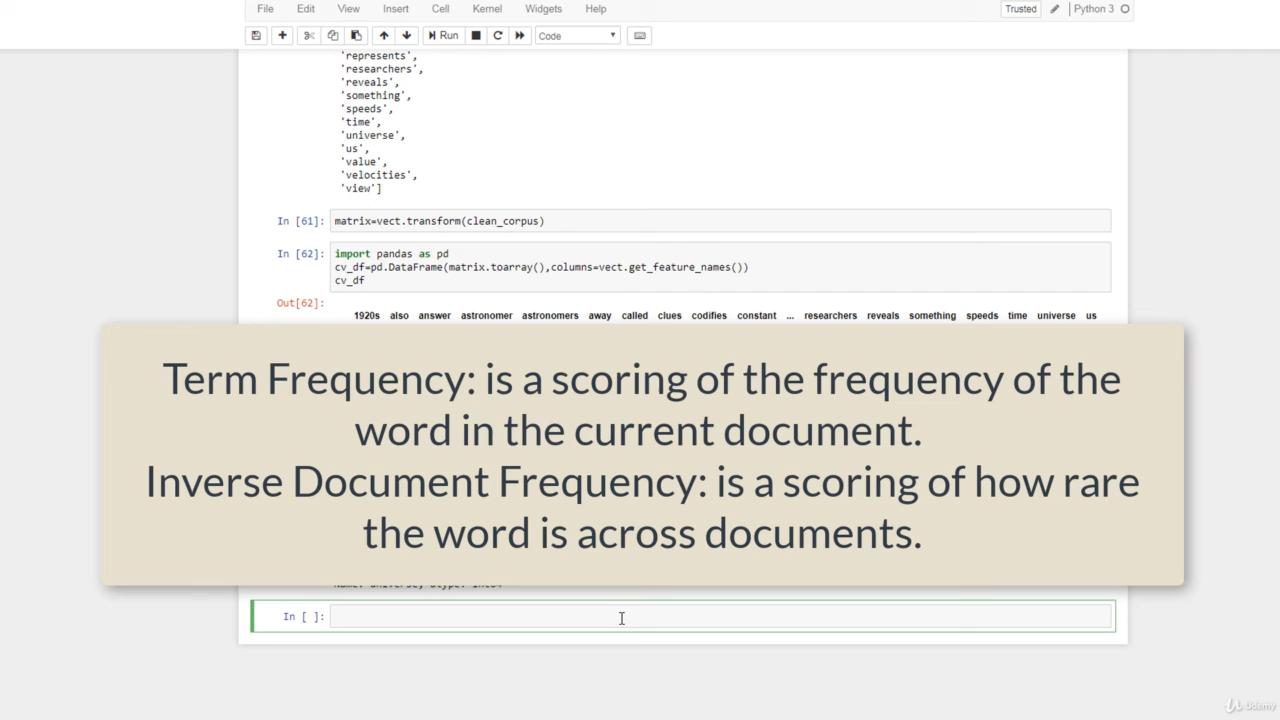 File Edit View Insert Cell Kernel Widgets Help Trusted Python 3
Run Code
'represents',
'researchers',
'reveals',
'something',
'speeds',
'time',
'universe',
'us',
'value',
'velocities',
'view']
In [61]: matrix=vect.transform(clean_corpus)
In [62]: import pandas as pd
cv_df=pd.DataFrame(matrix.toarray(),columns=vect.get_feature_names())
cv_df
Out[62]:
1920s also answer astronomer astronomers away called clues codifies constant ... researchers reveals something speeds time universe us
Term Frequency: is a scoring of the frequency of the
word in the current document.
Inverse Document Frequency: is a scoring of how rare
the word is across documents.
In [ ]:
Udemy